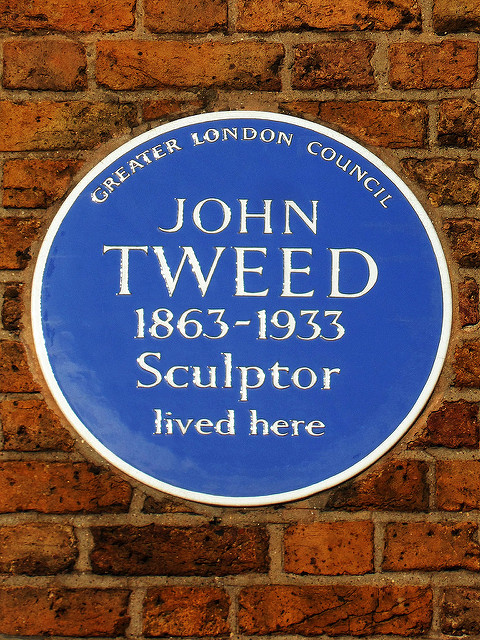 GREATER LONDON COUNCIL
JOHN
TWEED
1863-1933
Sculptor
lived here